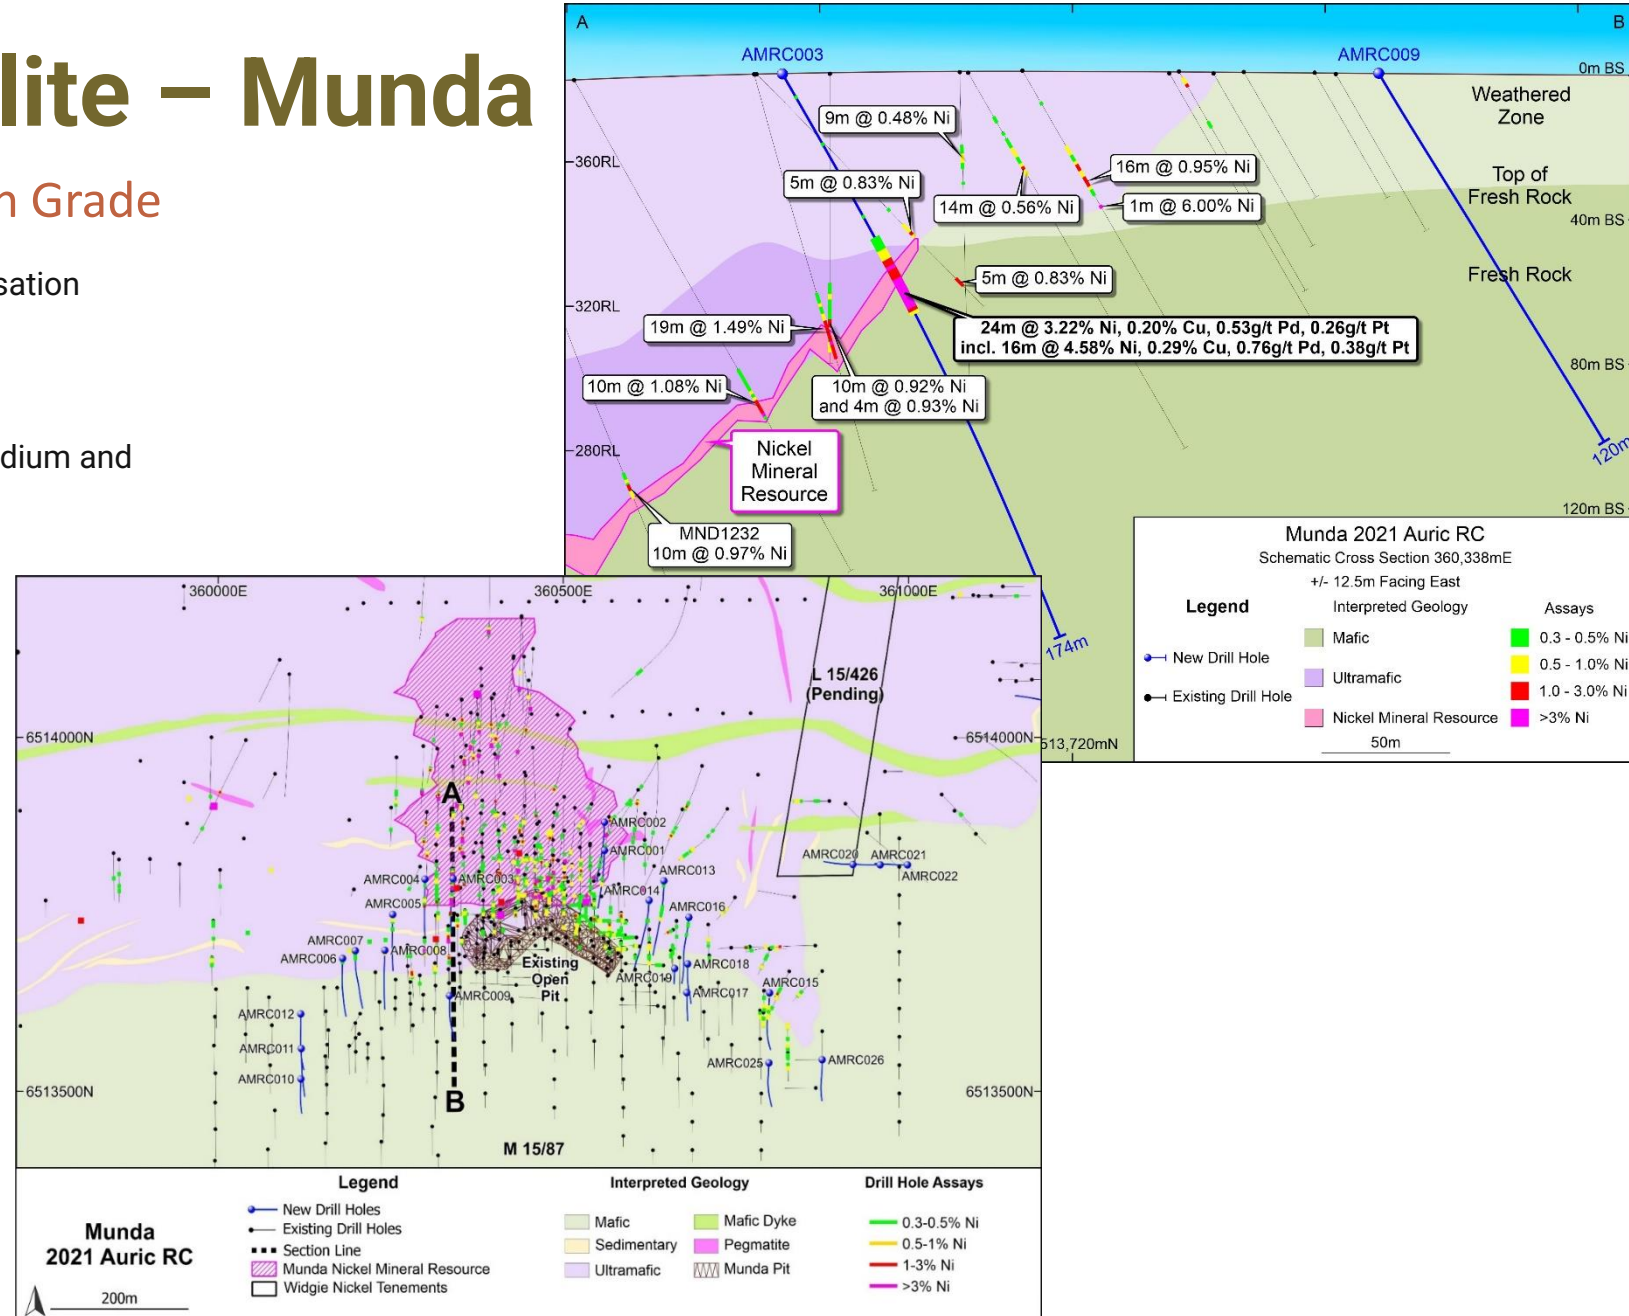 lite – Munda
n Grade
sation
dium and
A
B
AMRC003
AMRC009
0m BS
Weathered
Zone
9m @ 0.48% Ni
360RL
5m @ 0.83% Ni
16m @ 0.95% Ni
Top of
Fresh Rock
14m @ 0.56% Ni
1m @ 6.00% Ni
40m BS
5m @ 0.83% Ni
Fresh Rock
320RL
19m @ 1.49% Ni
24m @ 3.22% Ni, 0.20% Cu, 0.53g/t Pd, 0.26g/t Pt
incl. 16m @ 4.58% Ni, 0.29% Cu, 0.76g/t Pd, 0.38g/t Pt
80m BS
10m @ 1.08% Ni
10m @ 0.92% Ni
and 4m @ 0.93% Ni
280RL
Nickel
Mineral
Resource
120m
120m BS
MND1232
10m @ 0.97% Ni
174m
513,720mN
Munda 2021 Auric RC
Schematic Cross Section 360,338mE
+/- 12.5m Facing East
Legend
New Drill Hole
Existing Drill Hole
Interpreted Geology
Mafic
Ultramafic
Nickel Mineral Resource
Assays
0.3 - 0.5% Ni
0.5 - 1.0% Ni
1.0 - 3.0% Ni
>3% Ni
50m
360000E
360500E
361000E
L 15/426
(Pending)
6514000N
6514000N
A
AMRC002
AMRC001
AMRC020
AMRC021
AMRC022
AMRC004
AMRC003
AMRC013
AMRC014
AMRC005
AMRC016
AMRC007
AMRC008
AMRC006
Existing
Open
Pit
AMRC018
AMRC019
AMRC015
AMRC009
AMRC017
AMRC012
AMRC011
AMRC025
AMRC026
AMRC010
6513500N
6513500N
B
M 15/87
Munda
2021 Auric RC
200m
Legend
New Drill Holes
Existing Drill Holes
Section Line
Munda Nickel Mineral Resource
Widgie Nickel Tenements
Interpreted Geology
Mafic
Mafic Dyke
Sedimentary
Pegmatite
Ultramafic
Munda Pit
Drill Hole Assays
0.3-0.5% Ni
0.5-1% Ni
1-3% Ni
>3% Ni